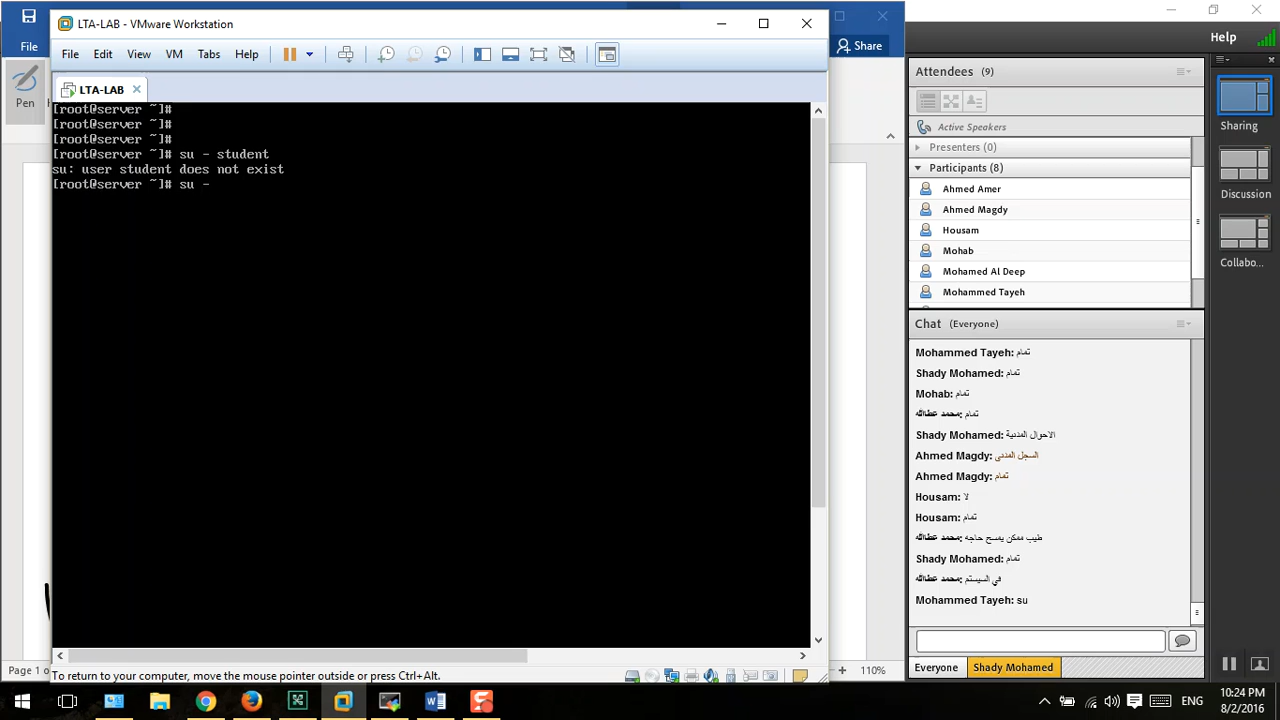 LTA-LAB - VMware Workstation
File
Share
Help
File Edit View VM Tabs Help
Pen
LTA-LAB
[root@server ~]#
[root@server ~]#
[root@server ~]#
[root@server ~]# su - student
su: user student does not exist
[root@server ~]# su -
Attendees (9)
Active Speakers
Presenters (0)
Participants (8)
Ahmed Amer
Ahmed Magdy
Housam
Mohab
Mohamed Al Deep
Mohammed Tayeh
Sharing
Discussion
Collabo...
Chat (Everyone)
Mohammed Tayeh: تمام
Shady Mohamed: تمام
Mohab: تمام
محمد عطاالله: تمام
Shady Mohamed: الاحوال المدنية
Ahmed Magdy: السجل المدنى
Ahmed Magdy: تمام
Housam: لا
Housam: تمام
محمد عطاالله: طيب ممكن يمسح حاجه
Shady Mohamed: تمام
محمد عطاالله: في السيستم
Mohammed Tayeh: su
Everyone Shady Mohamed
Page 1 o
110%
To return to your computer, move the mouse pointer outside or press Ctrl+Alt.
ENG
10:24 PM
8/2/2016